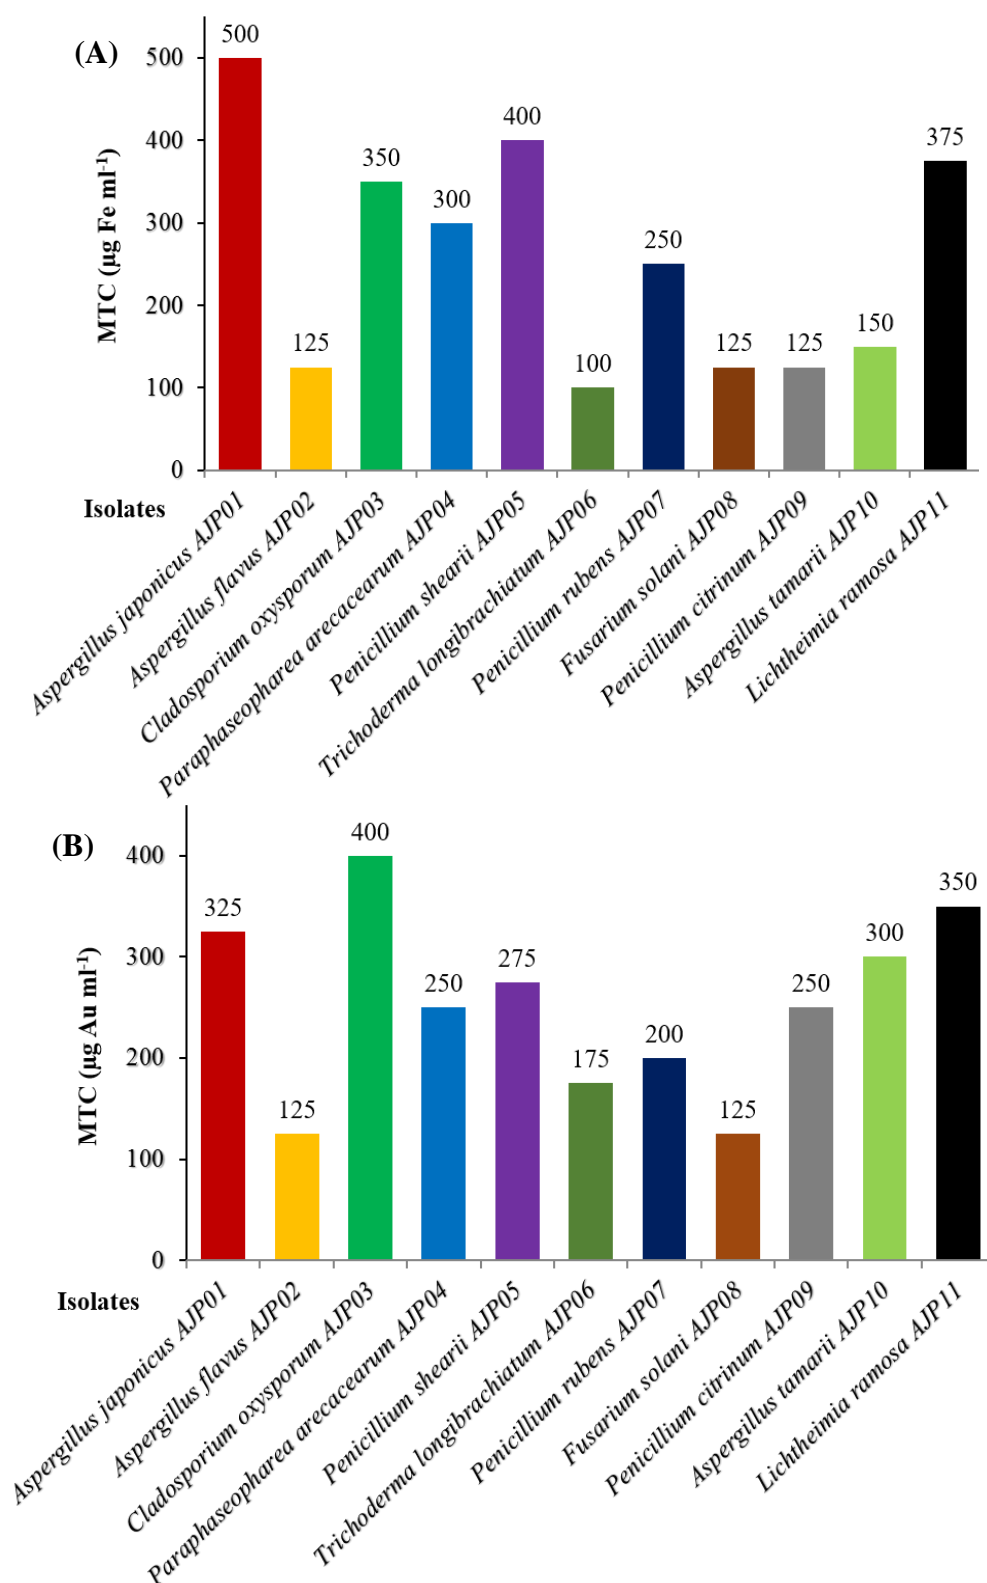 (A)
MTC (µg Fe ml-1)
500
400
300
200
100
0
500
125
350
300
400
100
250
125
125
150
375
Isolates
Aspergillus japonicus AJP01
Aspergillus flavus AJP02
Cladosporium oxysporum AJP03
Paraphaseopharea arecacearum AJP04
Penicillium shearii AJP05
Trichoderma longibrachiatum AJP06
Penicillium rubens AJP07
Fusarium solani AJP08
Penicillium citrinum AJP09
Aspergillus tamarii AJP10
Lichtheimia ramosa AJP11
(B)
MTC (µg Au ml-1)
400
300
200
100
0
325
125
400
250
275
175
200
125
250
300
350
Isolates
Aspergillus japonicus AJP01
Aspergillus flavus AJP02
Cladosporium oxysporum AJP03
Paraphaseopharea arecacearum AJP04
Penicillium shearii AJP05
Trichoderma longibrachiatum AJP06
Penicillium rubens AJP07
Fusarium solani AJP08
Penicillium citrinum AJP09
Aspergillus tamarii AJP10
Lichtheimia ramosa AJP11